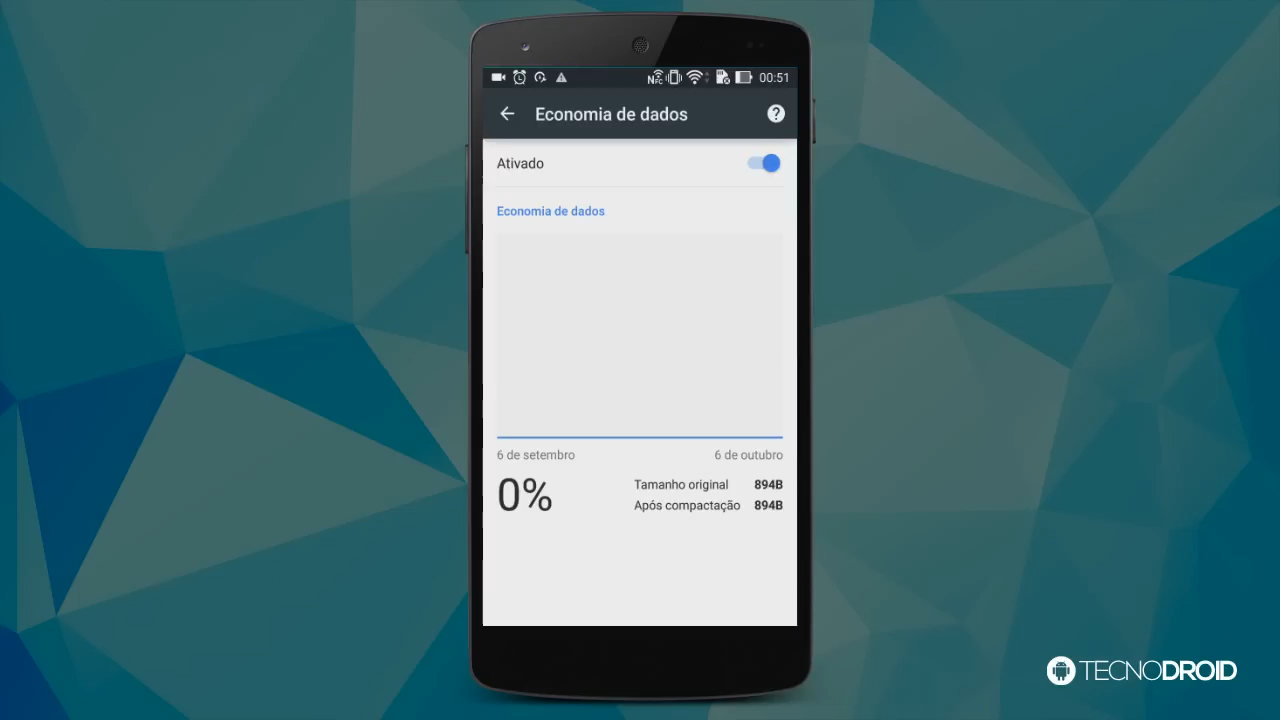 NFC 00:51
Economia de dados
Ativado
Economia de dados
6 de setembro 6 de outubro
0%
Tamanho original 894B
Após compactação 894B
TECNODROID